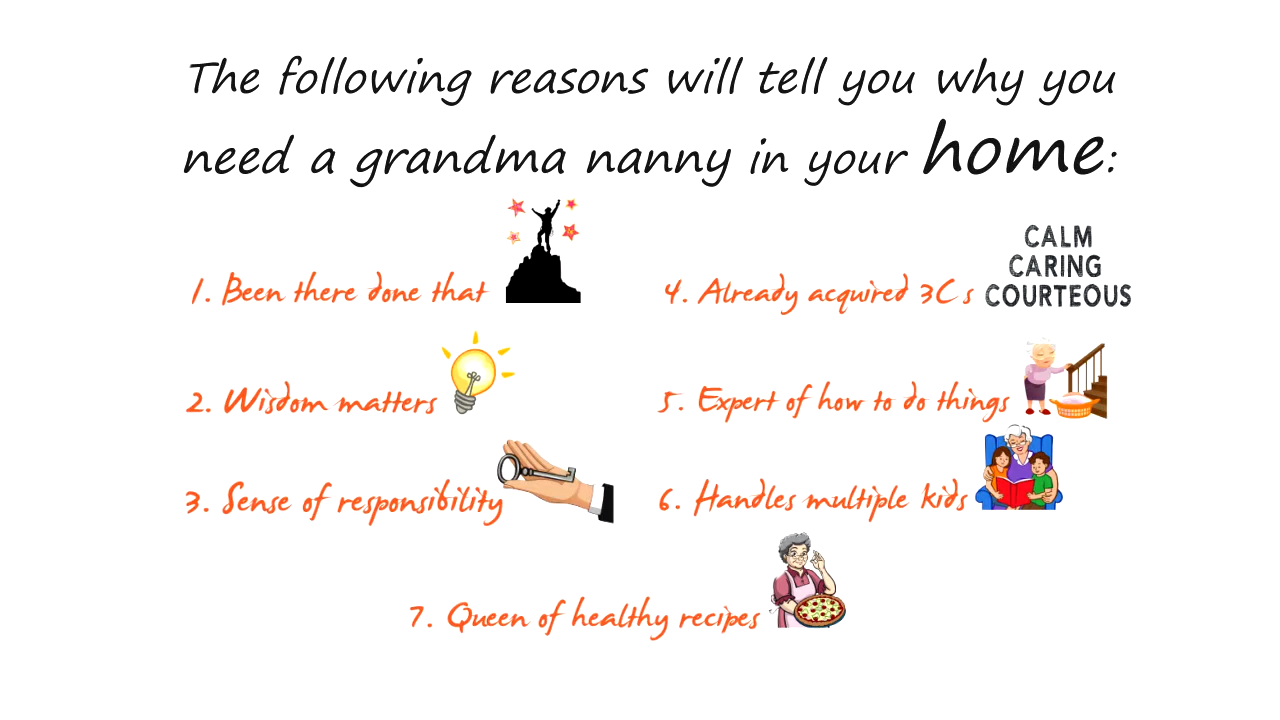 The following reasons will tell you why you
need a grandma nanny in your home:
1. Been there done that
2. Wisdom matters
3. Sense of responsibility
4. Already acquired 3C s
CALM
CARING
COURTEOUS
5. Expert of how to do things
6. Handles multiple kids
7. Queen of healthy recipes